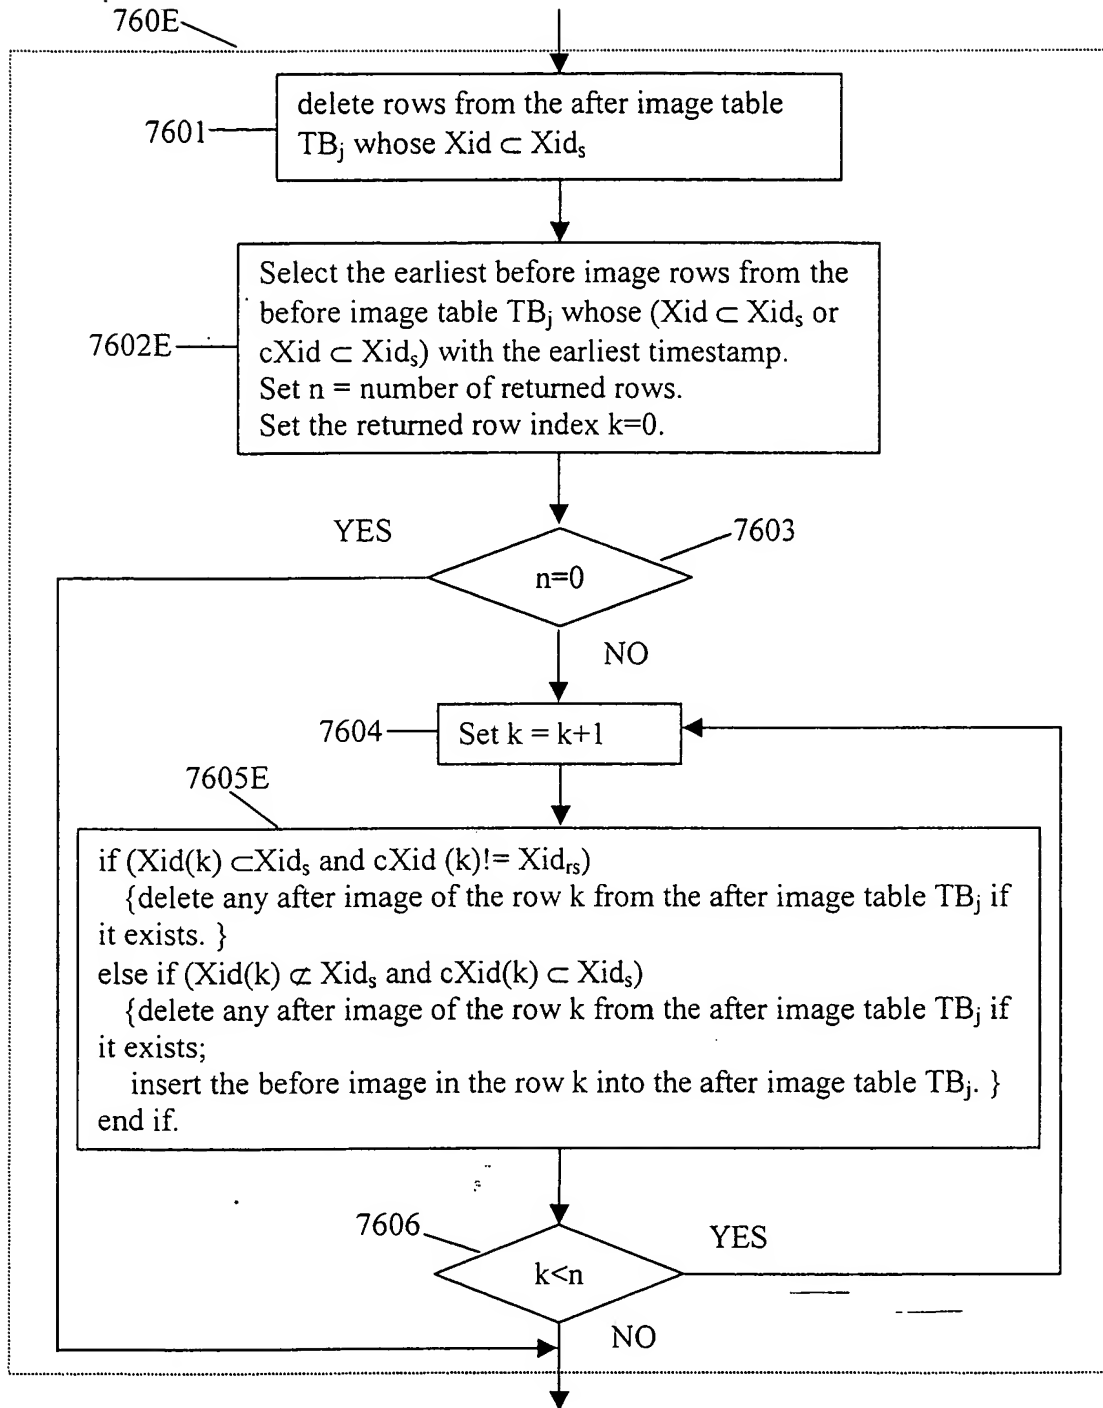 760E
7601
delete rows from the after image table
TBj whose Xid ⊂ Xids
7602E
Select the earliest before image rows from the
before image table TBj whose (Xid ⊂ Xids or
cXid ⊂ Xids) with the earliest timestamp.
Set n = number of returned rows.
Set the returned row index k=0.
YES
7603
n=0
NO
7604
Set k = k+1
7605E
if (Xid(k) ⊂Xids and cXid (k)!= Xidrs)
{delete any after image of the row k from the after image table TBj if
it exists. }
else if (Xid(k) ⊄ Xids and cXid(k) ⊂ Xids)
{delete any after image of the row k from the after image table TBj if
it exists;
insert the before image in the row k into the after image table TBj. }
end if.
7606
YES
k<n
NO